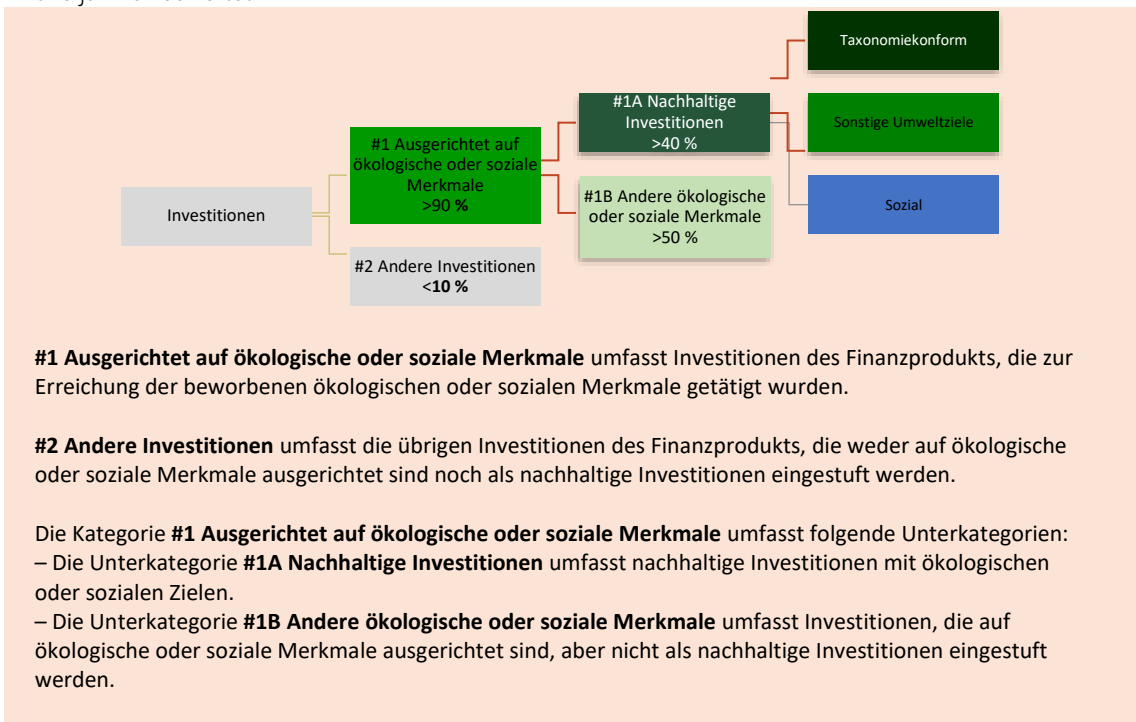 Taxonomiekonform
#1A Nachhaltige
Investitionen
>40 %
Sonstige Umweltziele
#1 Ausgerichtet auf
ökologische oder soziale
Merkmale
>90 %
#1B Andere ökologische
oder soziale Merkmale
>50 %
Sozial
Investitionen
#2 Andere Investitionen
<10 %
#1 Ausgerichtet auf ökologische oder soziale Merkmale umfasst Investitionen des Finanzprodukts, die zur
Erreichung der beworbenen ökologischen oder sozialen Merkmale getätigt wurden.
#2 Andere Investitionen umfasst die übrigen Investitionen des Finanzprodukts, die weder auf ökologische
oder soziale Merkmale ausgerichtet sind noch als nachhaltige Investitionen eingestuft werden.
Die Kategorie #1 Ausgerichtet auf ökologische oder soziale Merkmale umfasst folgende Unterkategorien:
– Die Unterkategorie #1A Nachhaltige Investitionen umfasst nachhaltige Investitionen mit ökologischen
oder sozialen Zielen.
– Die Unterkategorie #1B Andere ökologische oder soziale Merkmale umfasst Investitionen, die auf
ökologische oder soziale Merkmale ausgerichtet sind, aber nicht als nachhaltige Investitionen eingestuft
werden.